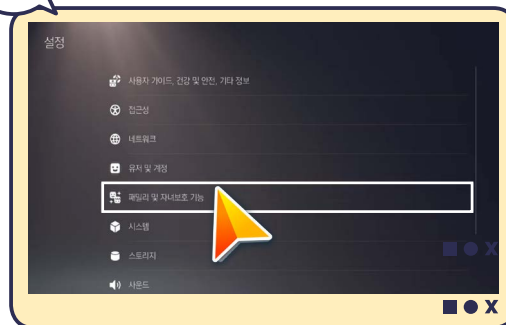 설정
사용자 가이드, 건강 및 안전, 기타 정보
접근성
네트워크
유저 및 계정
패밀리 및 자녀보호 기능
시스템
스토리지
사운드